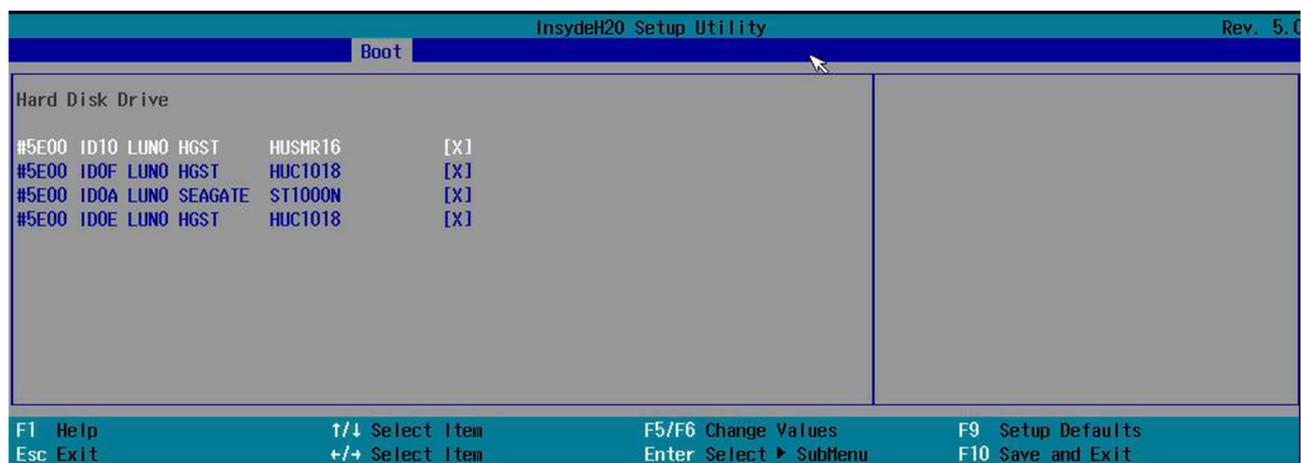 InsydeH20 Setup Utility Rev. 5.0
Boot
Hard Disk Drive
#5E00 ID10 LUN0 HGST HUSMR16 [X]
#5E00 ID0F LUN0 HGST HUC1018 [X]
#5E00 ID0A LUN0 SEAGATE ST1000N [X]
#5E00 ID0E LUN0 HGST HUC1018 [X]
F1 Help ↑/↓ Select Item F5/F6 Change Values F9 Setup Defaults
Esc Exit ←/→ Select Item Enter Select ▶ SubMenu F10 Save and Exit